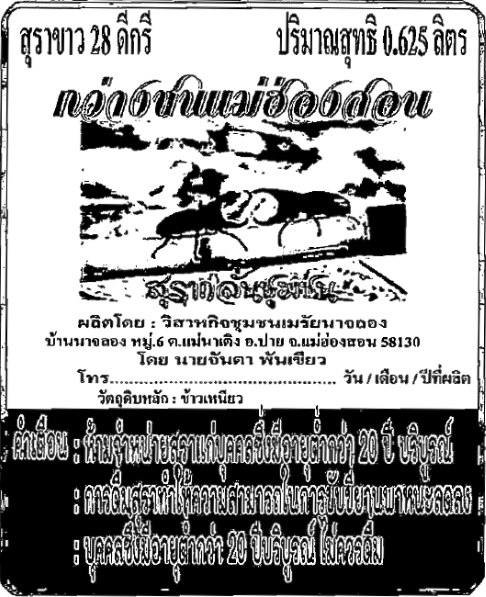 สุราขาว 28 ดีกรี ปริมาณสุทธิ 0.625 ลิตร
กว่างชนแม่ฮ่องสอน
สุรากลั่นชุมชน
ผลิตโดย : วิสาหกิจชุมชนเมรัยนาจลอง
บ้านนาจลอง หมู่.6 ต.แม่นาเติง อ.ปาย จ.แม่ฮ่องสอน 58130
โดย นายจันตา พันเขียว
โทร........................................ วัน / เดือน / ปีที่ผลิต
วัตถุดิบหลัก : ข้าวเหนียว
คำเตือน : ห้ามจำหน่ายสุราแก่บุคคลซึ่งมีอายุต่ำกว่า 20 ปี บริบูรณ์
: การดื่มสุราทำให้ความสามารถในการขับขี่ยานพาหนะลดลง
: บุคคลซึ่งมีอายุต่ำกว่า 20 ปีบริบูรณ์ ไม่ควรดื่ม